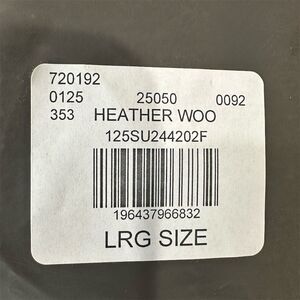 720192
0125 25050 0092
353 HEATHER WOO
125SU244202F
196437966832
LRG SIZE